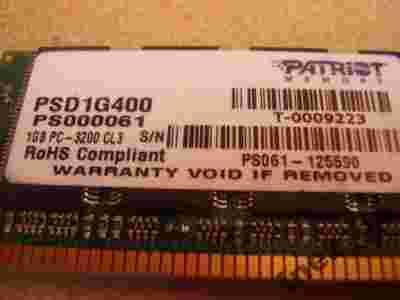 PATRIOT
MEMORY
PSD1G400
PS000061
T-0009223
1GB PC-3200 CL3 S/N
RoHS Compliant
PS061-125590
WARRANTY VOID IF REMOVED